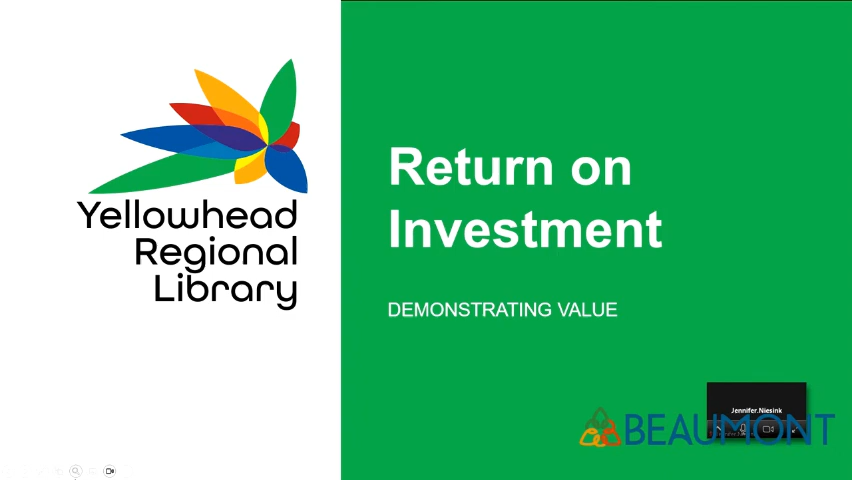 Yellowhead
Regional
Library
Return on
Investment
DEMONSTRATING VALUE
Jennifer.Niesink
BEAUMONT